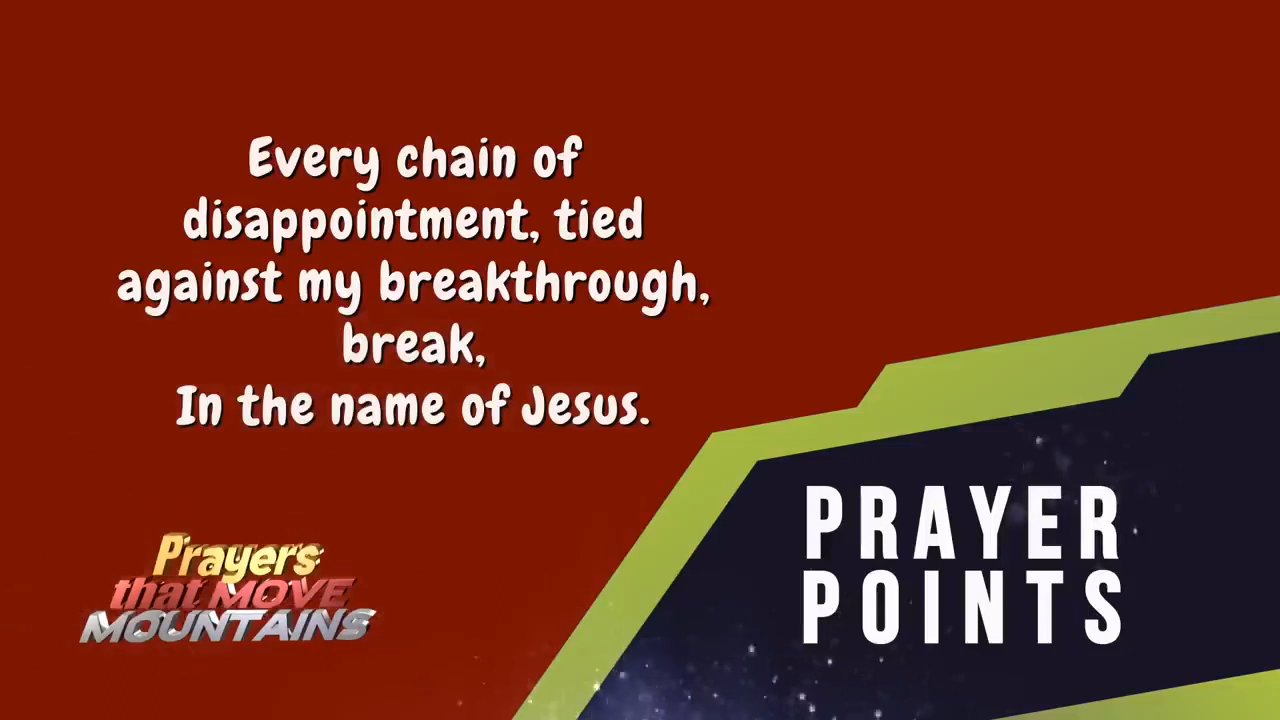 Every chain of
disappointment, tied
against my breakthrough,
break,
In the name of Jesus.
Prayers
that MOVE
MOUNTAINS
PRAYER
POINTS